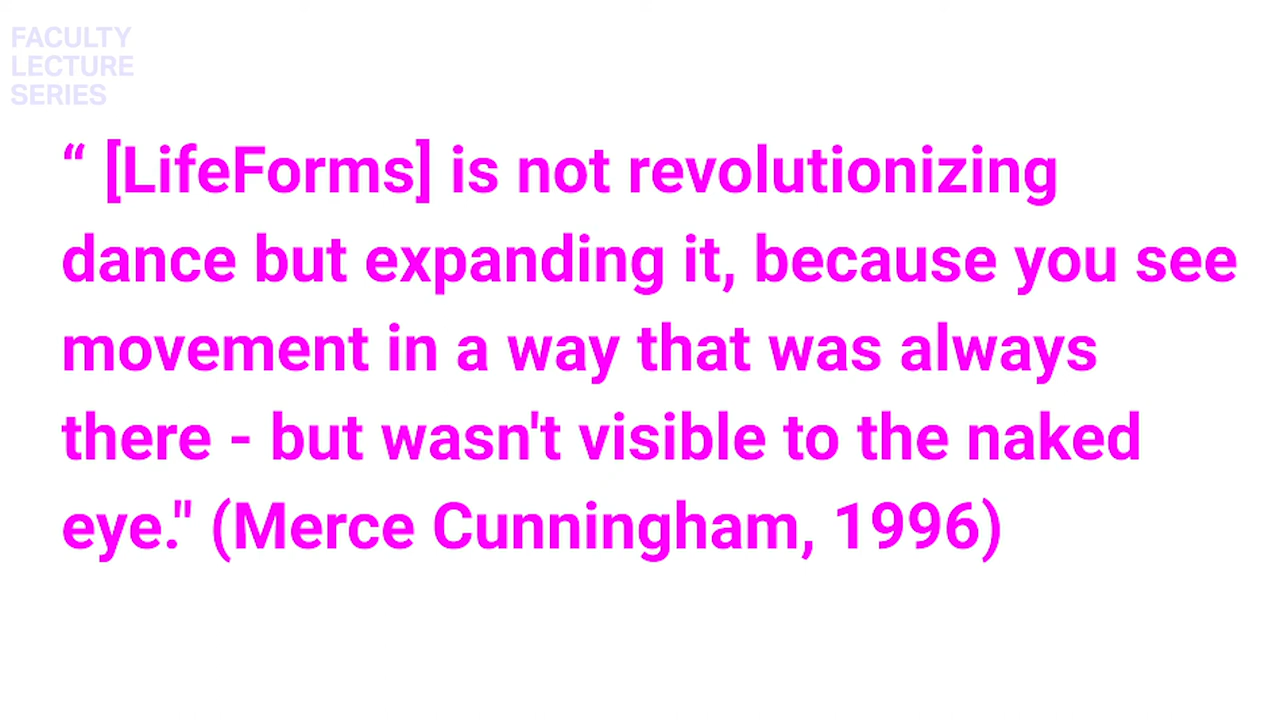 FACULTY
LECTURE
SERIES
“ [LifeForms] is not revolutionizing
dance but expanding it, because you see
movement in a way that was always
there - but wasn't visible to the naked
eye." (Merce Cunningham, 1996)